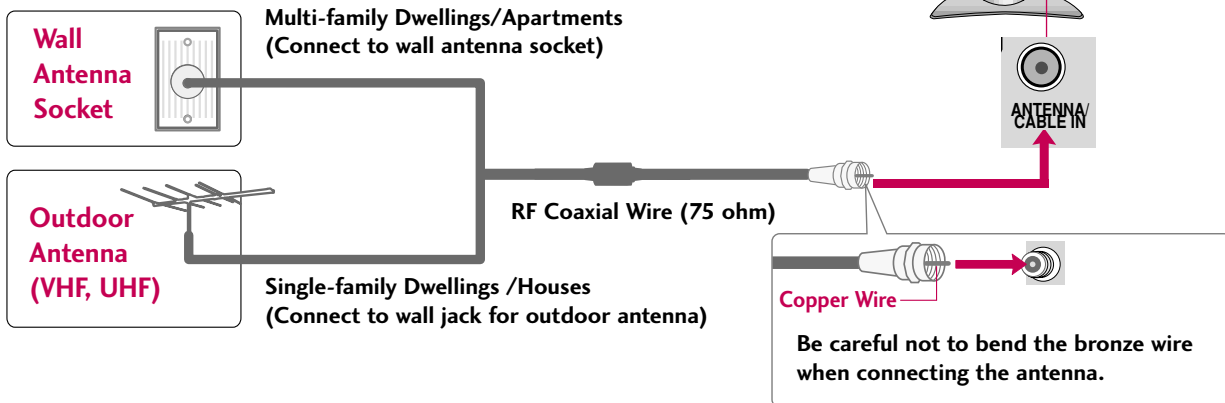 Wall
Antenna
Socket
Multi-family Dwellings/Apartments
(Connect to wall antenna socket)
ANTENNA/
CABLE IN
Outdoor
Antenna
(VHF, UHF)
RF Coaxial Wire (75 ohm)
Single-family Dwellings /Houses
(Connect to wall jack for outdoor antenna)
Copper Wire
Be careful not to bend the bronze wire
when connecting the antenna.